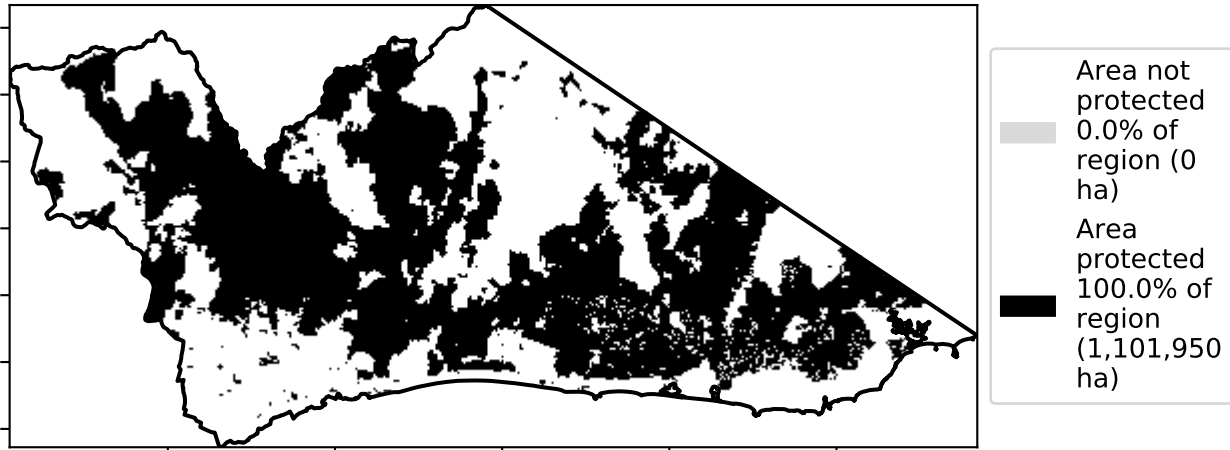 Area not
protected
0.0% of
region (0
ha)
Area
protected
100.0% of
region
(1,101,950
ha)